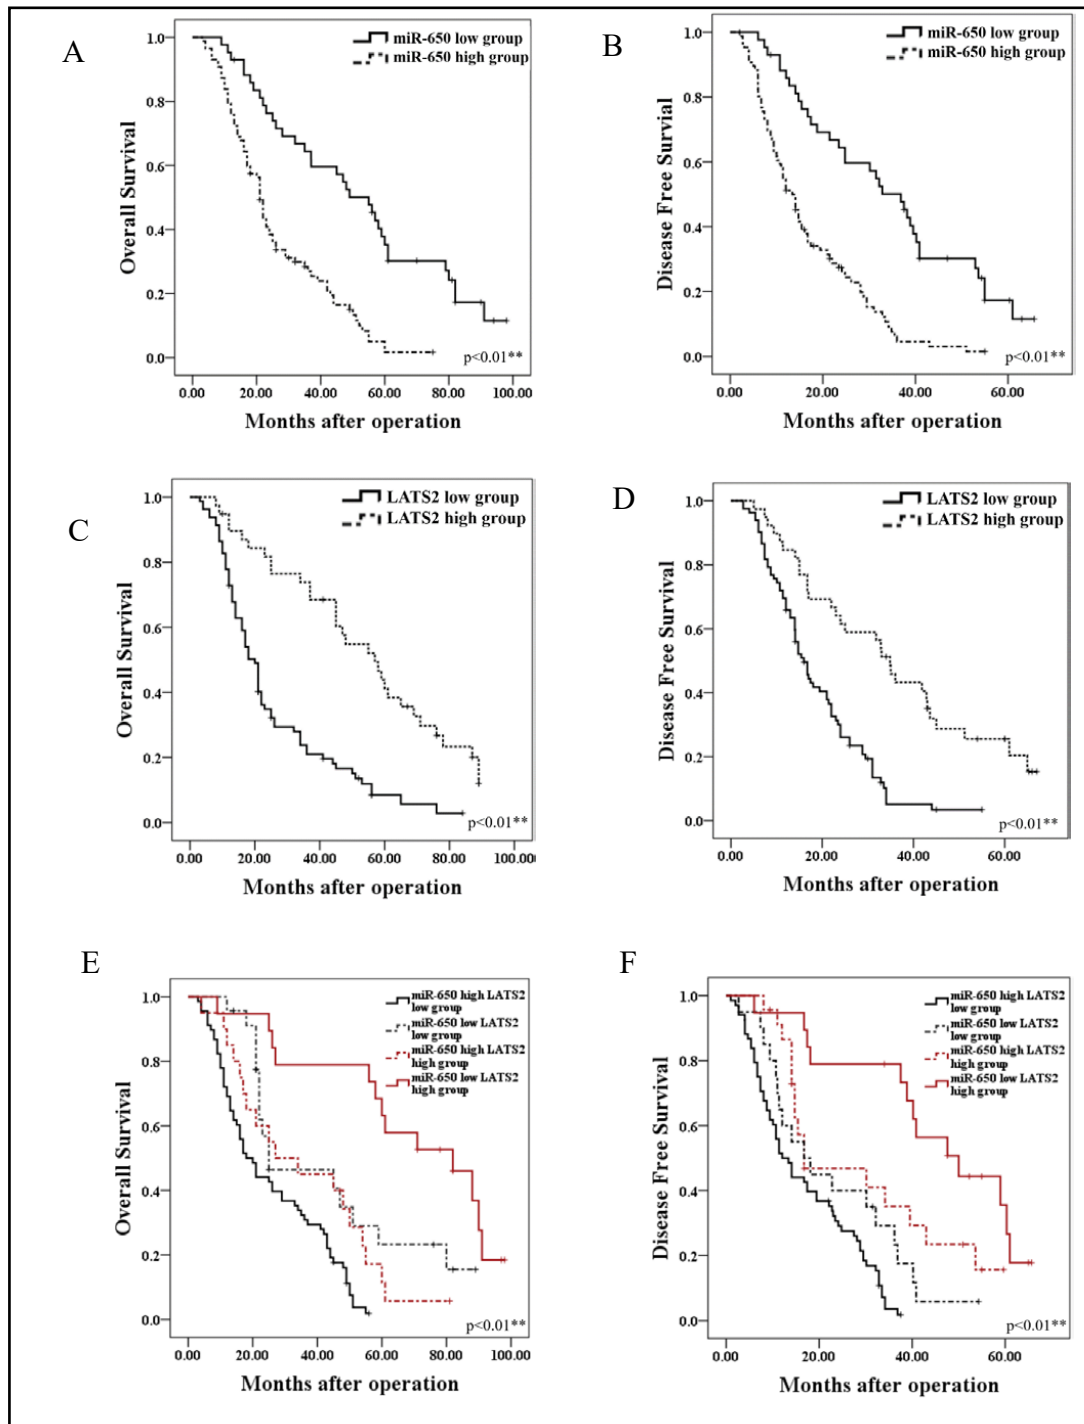 A
miR-650 low group
miR-650 high group
Overall Survival
1.0
0.8
0.6
0.4
0.2
0.0
p<0.01**
0.00 20.00 40.00 60.00 80.00 100.00
Months after operation
B
miR-650 low group
miR-650 high group
Disease Free Survial
1.0
0.8
0.6
0.4
0.2
0.0
p<0.01**
0.00 20.00 40.00 60.00
Months after operation
C
LATS2 low group
LATS2 high group
Overall Survival
1.0
0.8
0.6
0.4
0.2
0.0
p<0.01**
0.00 20.00 40.00 60.00 80.00 100.00
Months after operation
D
LATS2 low group
LATS2 high group
Disease Free Survival
1.0
0.8
0.6
0.4
0.2
0.0
p<0.01**
0.00 20.00 40.00 60.00
Months after operation
E
miR-650 high LATS2
low group
miR-650 low LATS2
low group
miR-650 high LATS2
high group
miR-650 low LATS2
high group
Overall Survival
1.0
0.8
0.6
0.4
0.2
0.0
p<0.01**
0.00 20.00 40.00 60.00 80.00 100.00
Months after operation
F
miR-650 high LATS2
low group
miR-650 low LATS2
low group
miR-650 high LATS2
high group
miR-650 low LATS2
high group
Disease Free Survival
1.0
0.8
0.6
0.4
0.2
0.0
p<0.01**
0.00 20.00 40.00 60.00
Months after operation